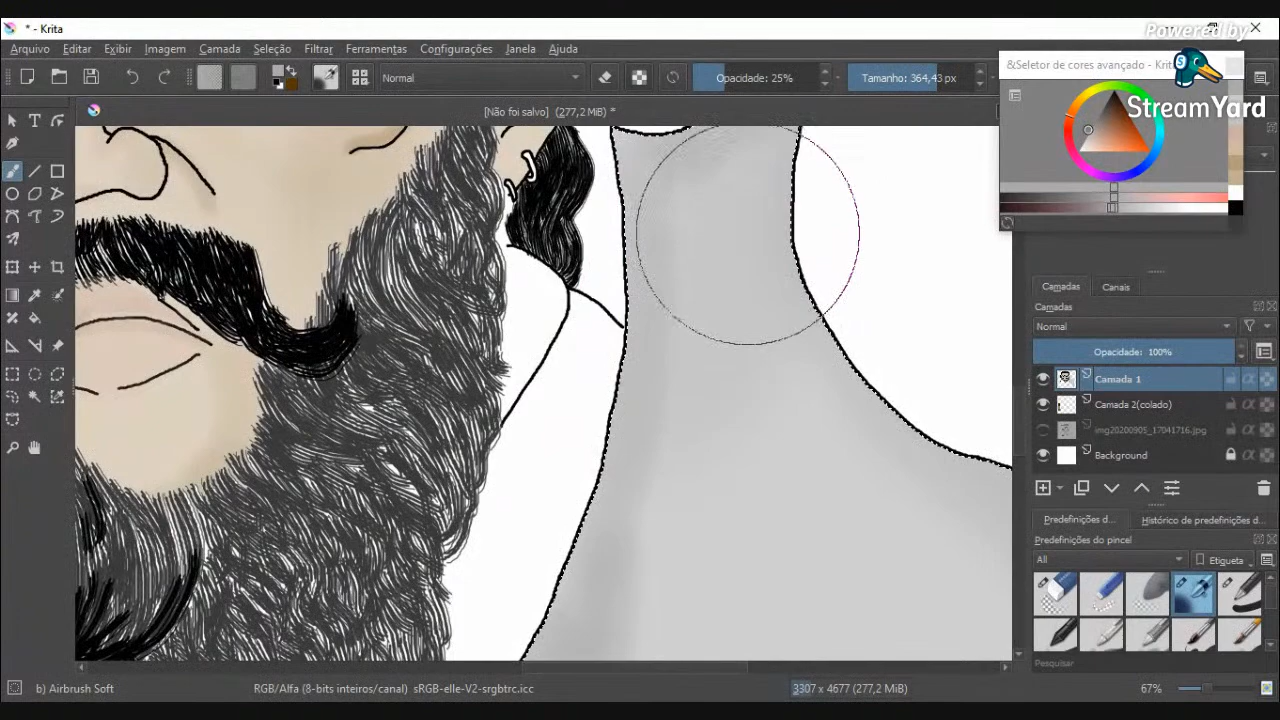 * - Krita
Powered by
Arquivo Editar Exibir Imagem Camada Seleção Filtrar Ferramentas Configurações Janela Ajuda
&Seletor de cores avançado - Krita
StreamYard
Normal
Opacidade: 25%
Tamanho: 364,43 px
[Não foi salvo] (277,2 MiB) *
Camadas Canais
Camadas
Normal
Opacidade: 100%
Camada 1
Camada 2(colado)
img20200905_17041716.jpg
Background
Predefinições d... Histórico de predefinições d...
Predefinições do pincel
All Etiqueta
Pesquisar
b) Airbrush Soft RGB/Alfa (8-bits inteiros/canal) sRGB-elle-V2-srgbtrc.icc 3307 x 4677 (277,2 MiB) 67%